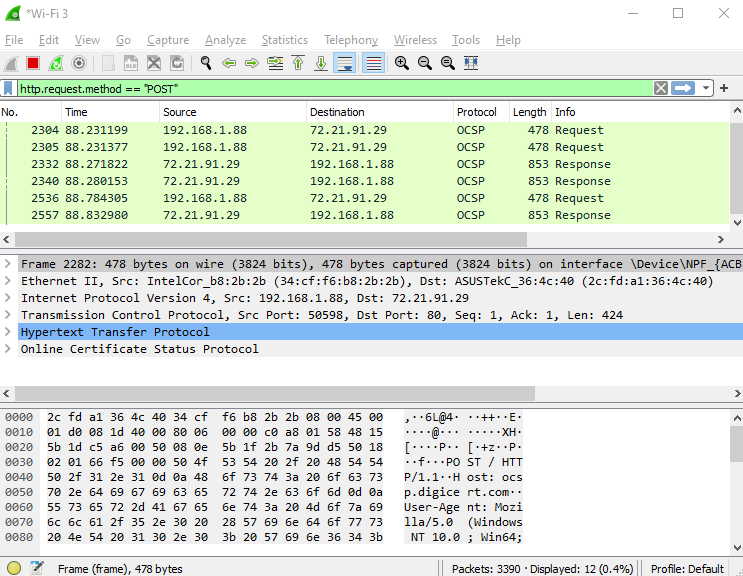 *Wi-Fi 3
File Edit View Go Capture Analyze Statistics Telephony Wireless Tools Help
http.request.method == "POST"
No. Time Source Destination Protocol Length Info
2304 88.231199 192.168.1.88 72.21.91.29 OCSP 478 Request
2305 88.231377 192.168.1.88 72.21.91.29 OCSP 478 Request
2332 88.271822 72.21.91.29 192.168.1.88 OCSP 853 Response
2340 88.280153 72.21.91.29 192.168.1.88 OCSP 853 Response
2536 88.784305 192.168.1.88 72.21.91.29 OCSP 478 Request
2557 88.832980 72.21.91.29 192.168.1.88 OCSP 853 Response
Frame 2282: 478 bytes on wire (3824 bits), 478 bytes captured (3824 bits) on interface \Device\NPF_{ACB
Ethernet II, Src: IntelCor_b8:2b:2b (34:cf:f6:b8:2b:2b), Dst: ASUSTekC_36:4c:40 (2c:fd:a1:36:4c:40)
Internet Protocol Version 4, Src: 192.168.1.88, Dst: 72.21.91.29
Transmission Control Protocol, Src Port: 50598, Dst Port: 80, Seq: 1, Ack: 1, Len: 424
Hypertext Transfer Protocol
Online Certificate Status Protocol
0000 2c fd a1 36 4c 40 34 cf f6 b8 2b 2b 08 00 45 00 ,··6L@4· ··++··E·
0010 01 d0 08 1d 40 00 80 06 00 00 c0 a8 01 58 48 15 ····@··· ·····XH·
0020 5b 1d c5 a6 00 50 08 0e 5b 1f 2b 7a 9d d5 50 18 [····P·· [·+z··P·
0030 02 01 66 f5 00 00 50 4f 53 54 20 2f 20 48 54 54 ··f···PO ST / HTT
0040 50 2f 31 2e 31 0d 0a 48 6f 73 74 3a 20 6f 63 73 P/1.1··H ost: ocs
0050 70 2e 64 69 67 69 63 65 72 74 2e 63 6f 6d 0d 0a p.digice rt.com··
0060 55 73 65 72 2d 41 67 65 6e 74 3a 20 4d 6f 7a 69 User-Age nt: Mozi
0070 6c 6c 61 2f 35 2e 30 20 28 57 69 6e 64 6f 77 73 lla/5.0 (Windows
0080 20 4e 54 20 31 30 2e 30 3b 20 57 69 6e 36 34 3b NT 10.0 ; Win64;
Frame (frame), 478 bytes Packets: 3390 · Displayed: 12 (0.4%) Profile: Default